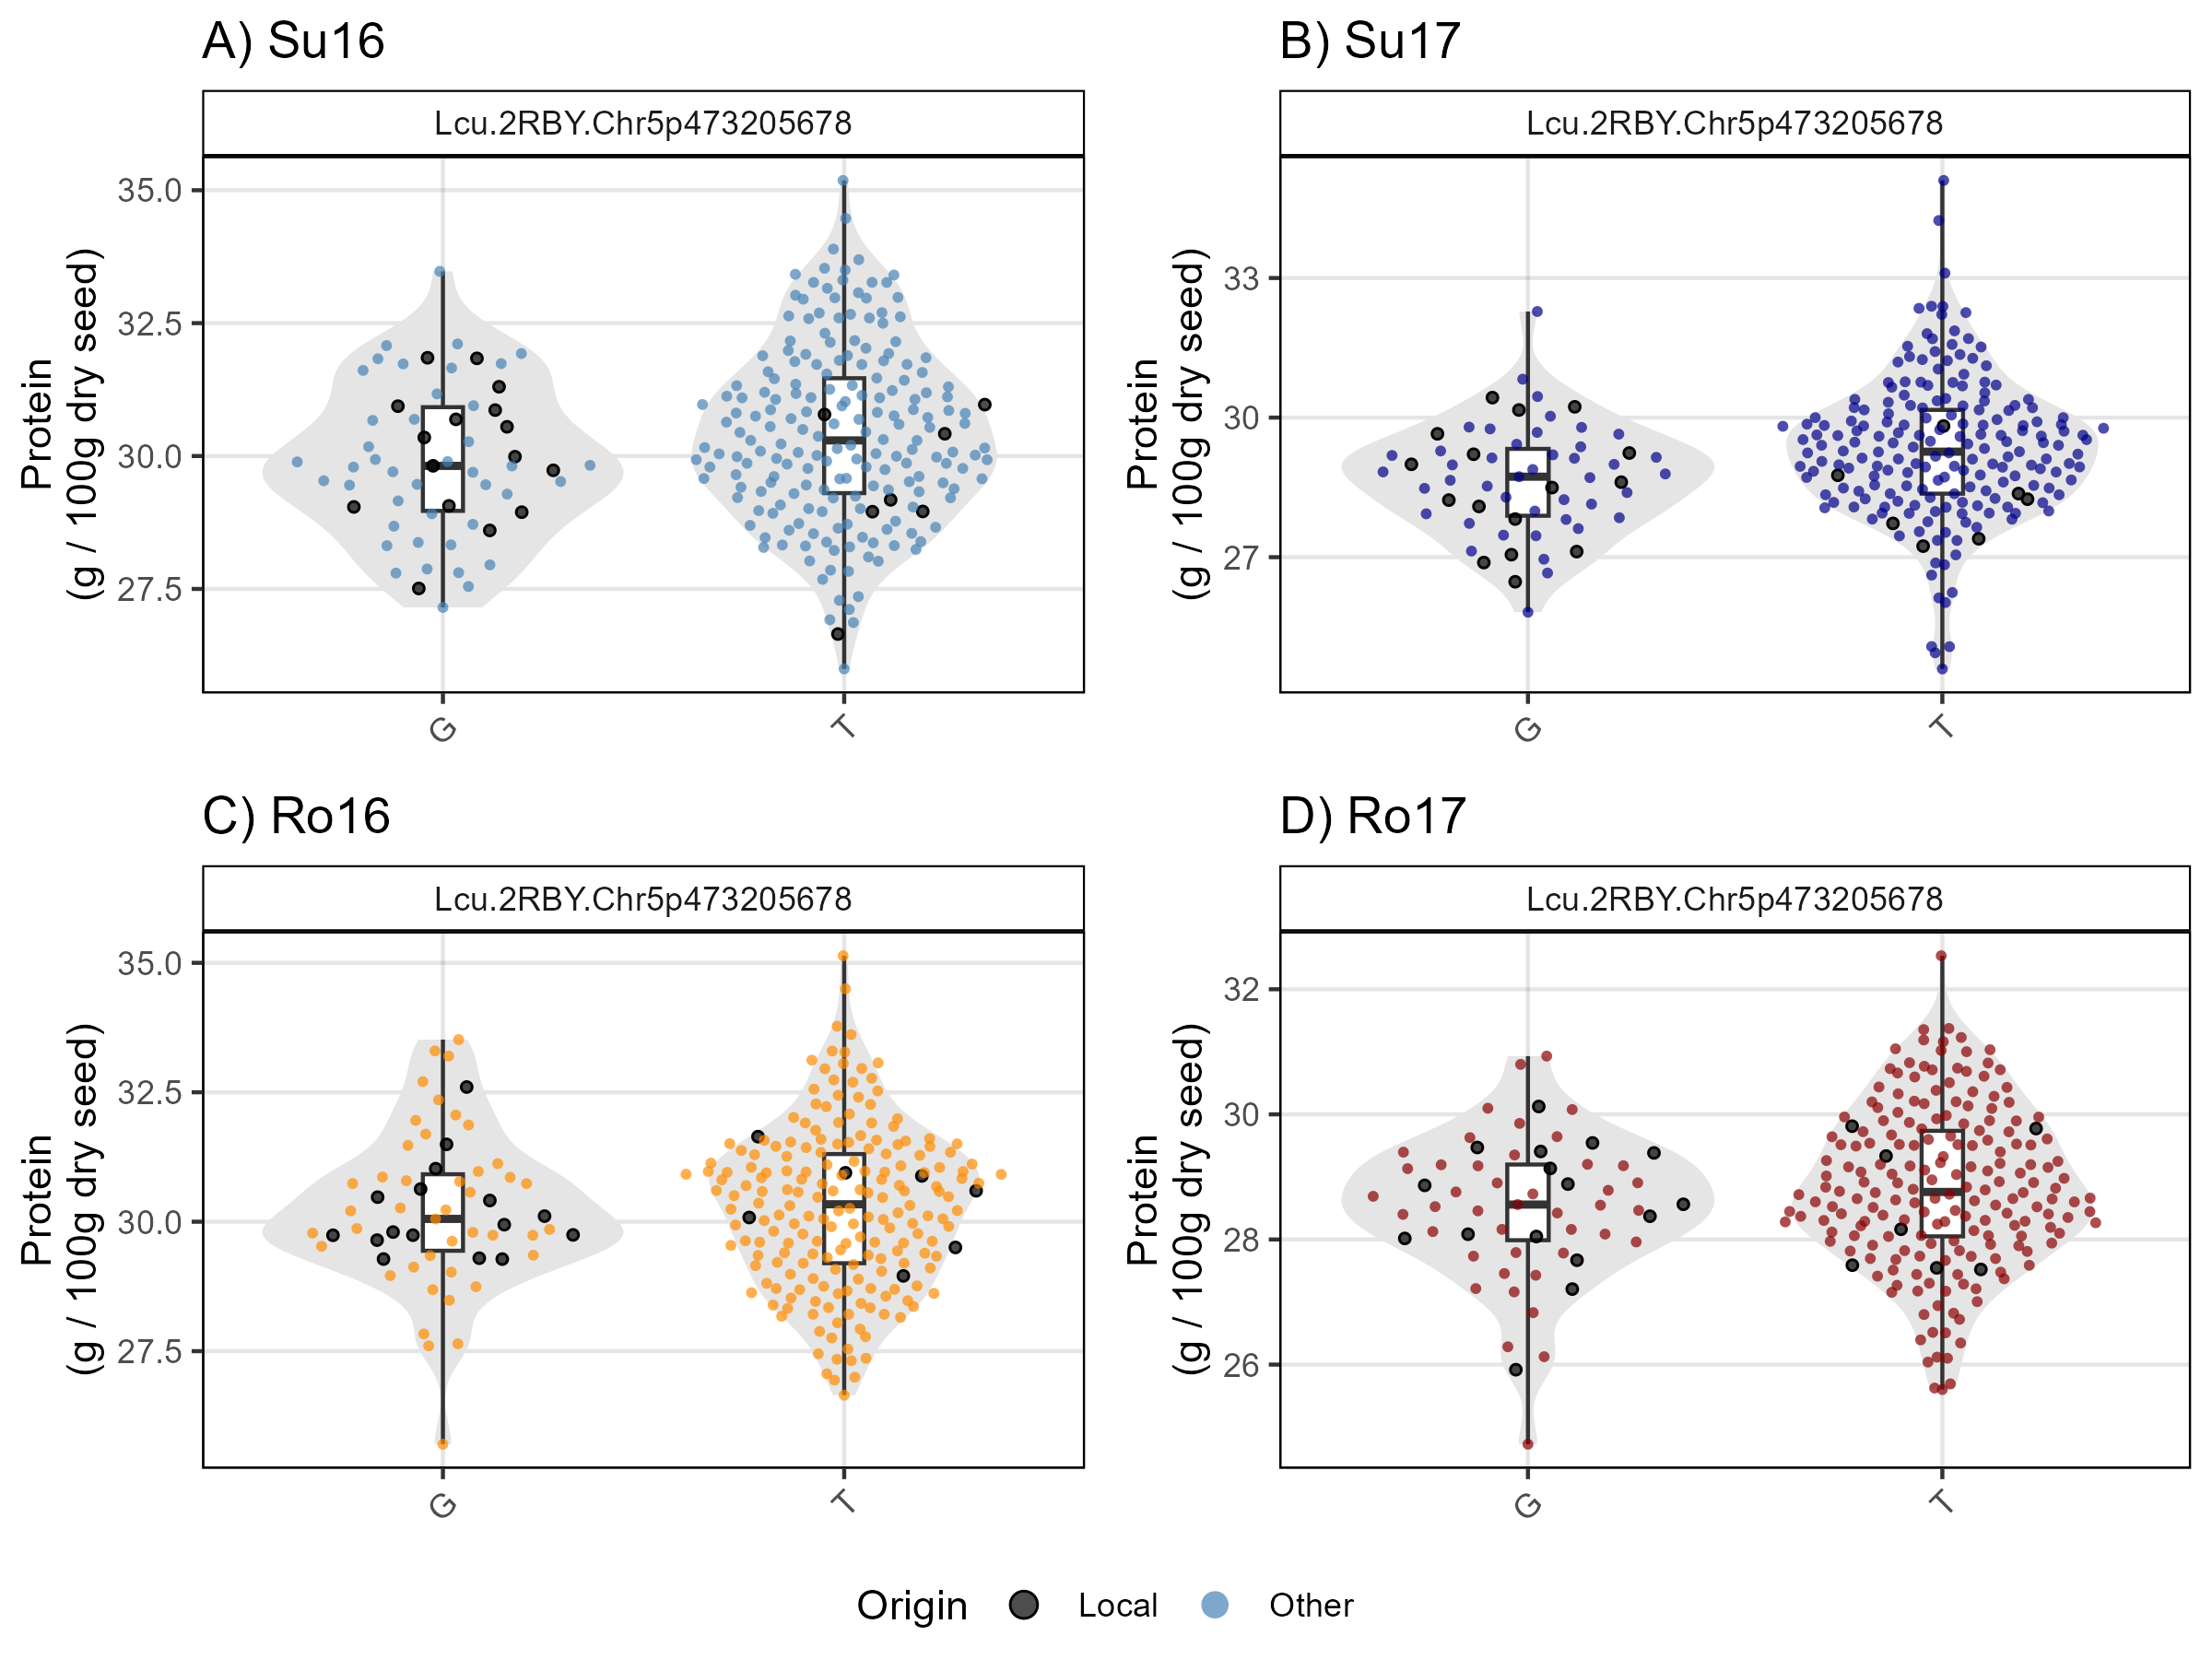 A) Su16
Lcu.2RBY.Chr5p473205678
Protein
(g / 100g dry seed)
35.0
32.5
30.0
27.5
G
T
B) Su17
Lcu.2RBY.Chr5p473205678
Protein
(g / 100g dry seed)
33
30
27
G
T
C) Ro16
Lcu.2RBY.Chr5p473205678
Protein
(g / 100g dry seed)
35.0
32.5
30.0
27.5
G
T
D) Ro17
Lcu.2RBY.Chr5p473205678
Protein
(g / 100g dry seed)
32
30
28
26
G
T
Origin Local Other